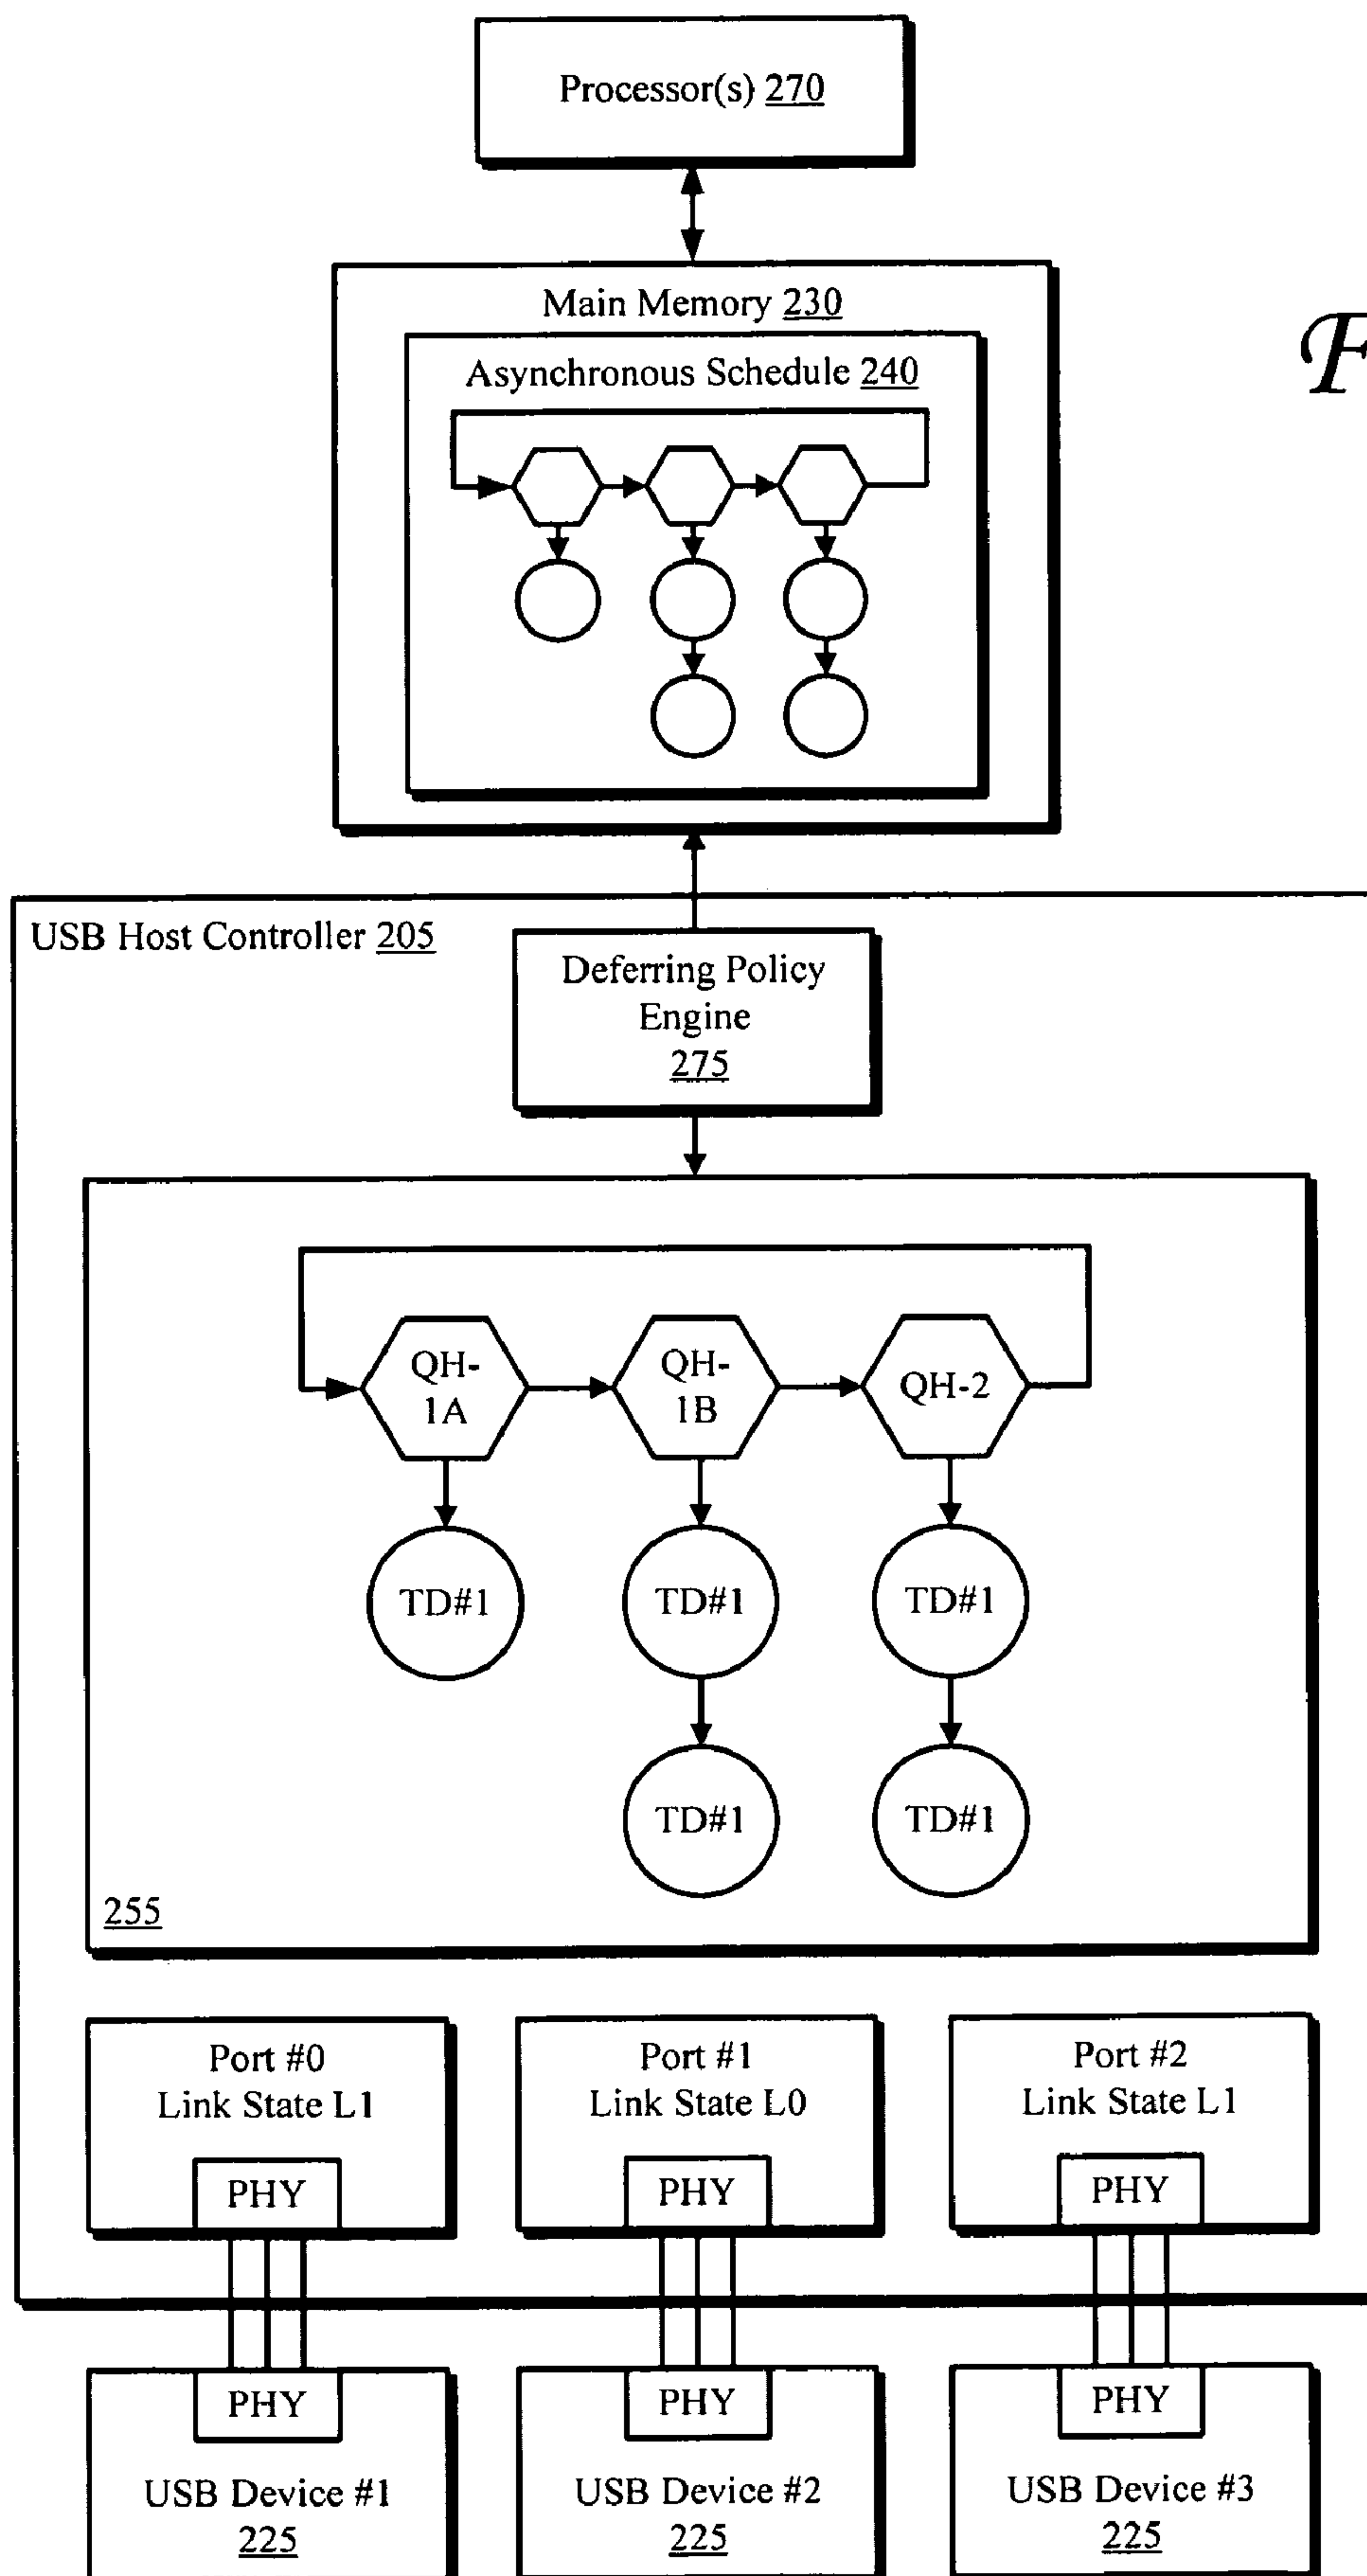 Processor(s) 270
Main Memory 230
F
Asynchronous Schedule 240
USB Host Controller 205
Deferring Policy
Engine
275
QH-
1A
QH-
1B
QH-2
TD#1
TD#1
TD#1
TD#1
TD#1
255
Port #0
Link State L1
PHY
Port #1
Link State L0
PHY
Port #2
Link State L1
PHY
PHY
USB Device #1
225
PHY
USB Device #2
225
PHY
USB Device #3
225